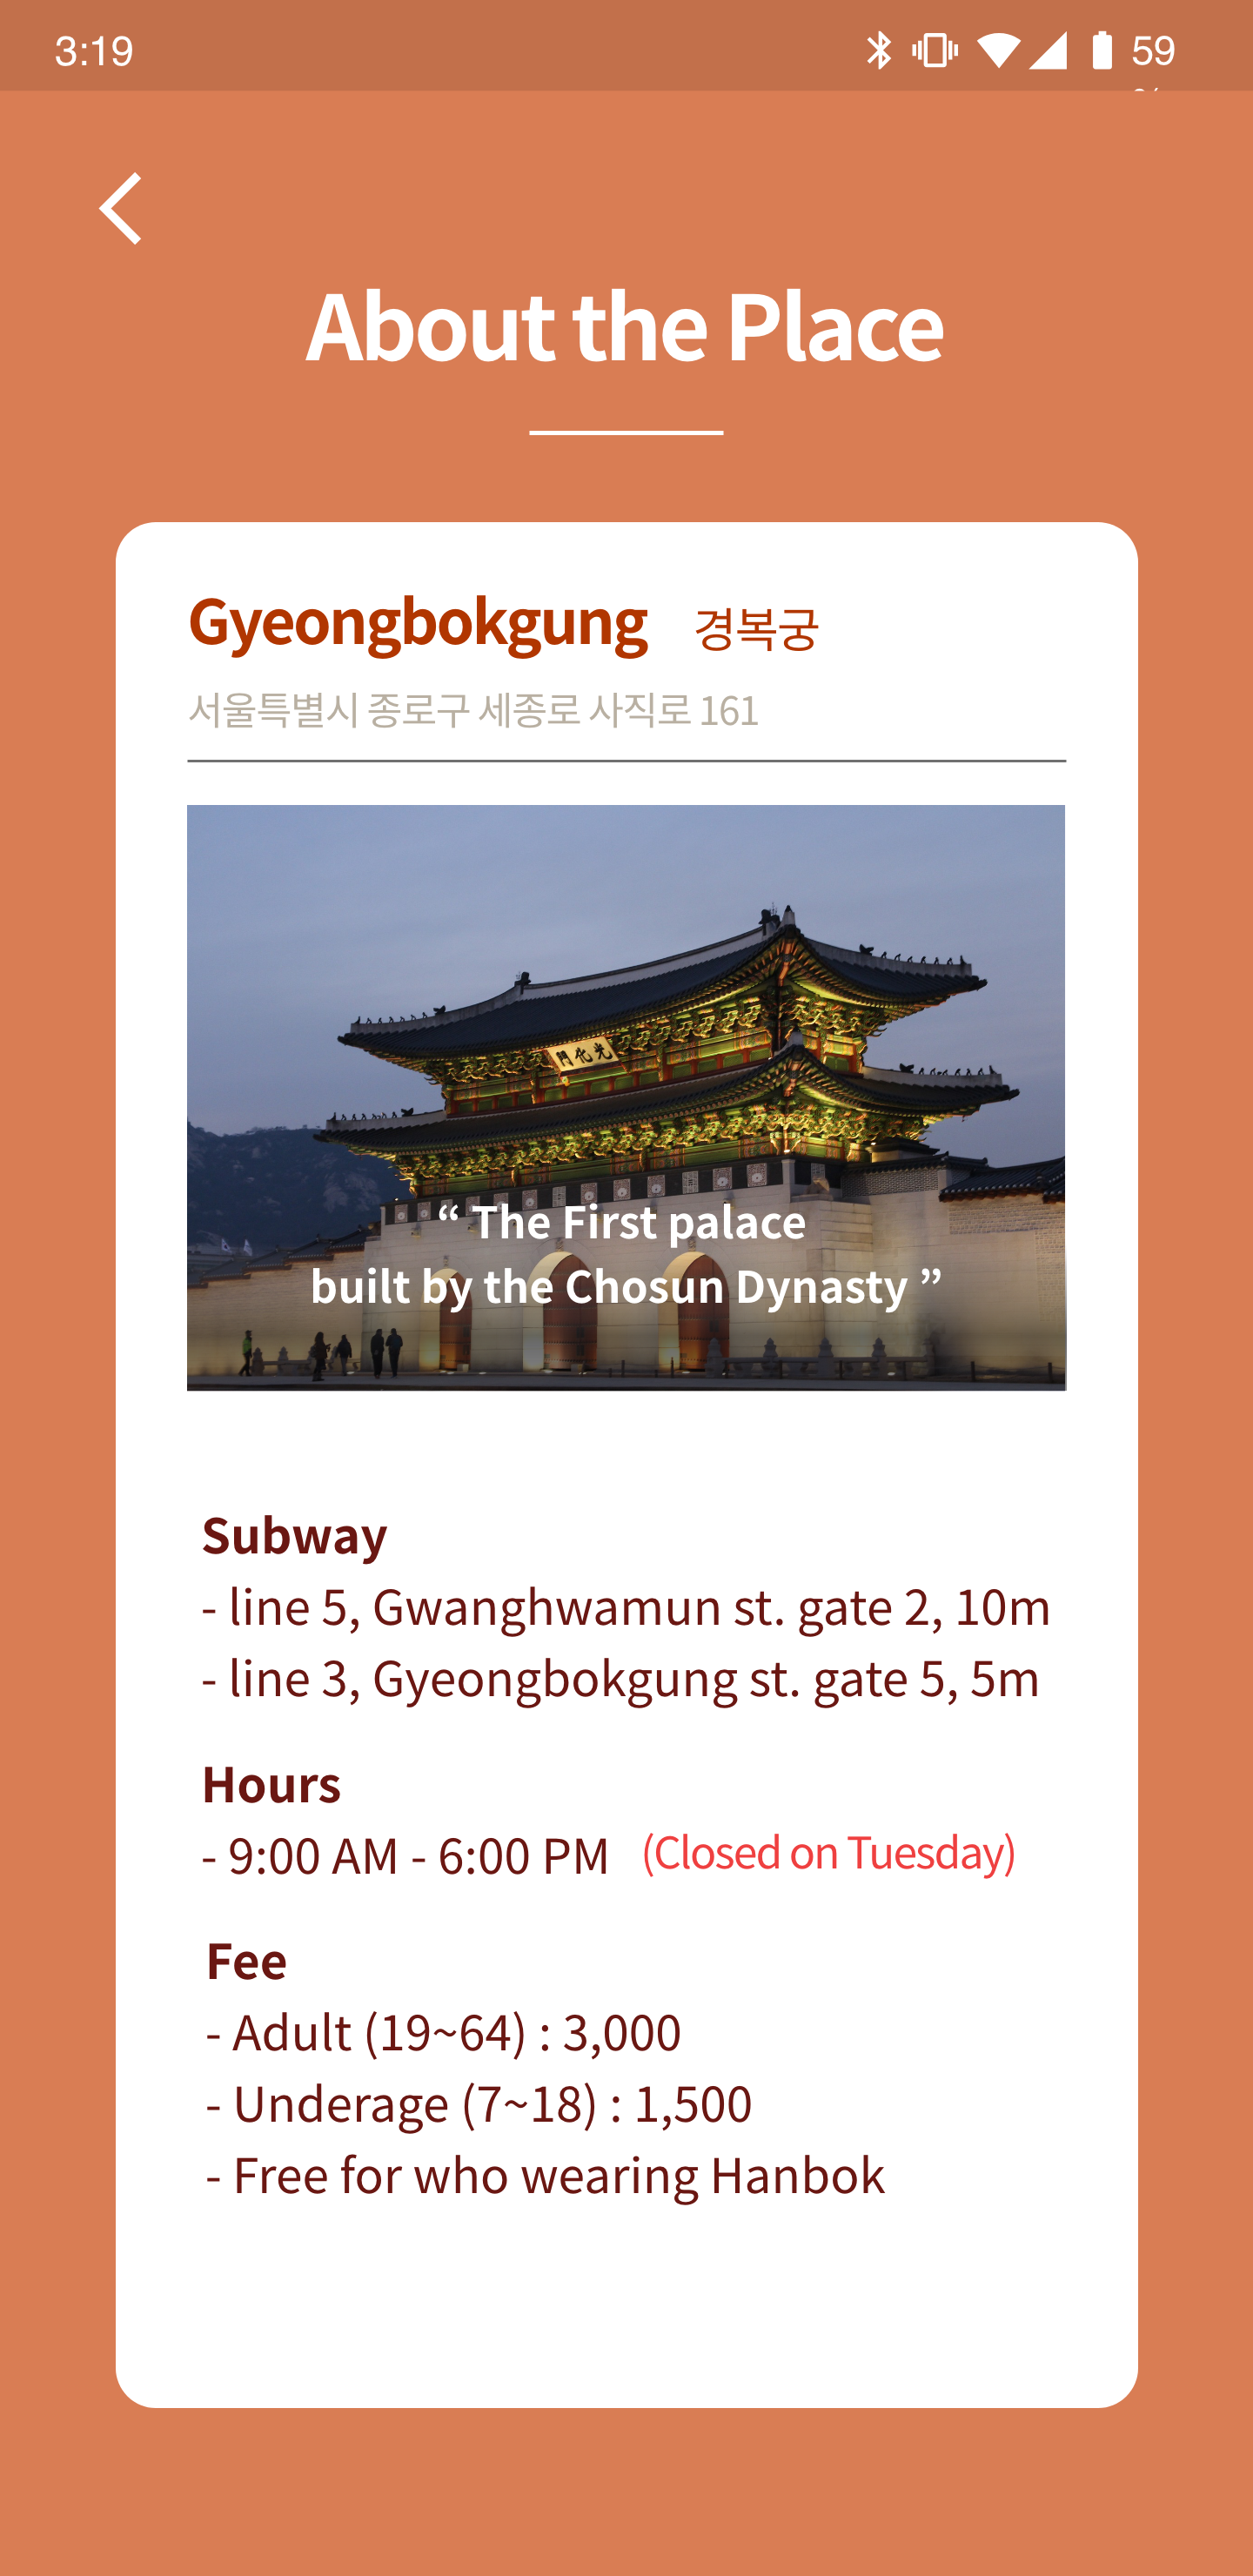 3:19
59
About the Place
Gyeongbokgung 경복궁
서울특별시 종로구 세종로 사직로 161
門化光
“ The First palace
built by the Chosun Dynasty ”
Subway
- line 5, Gwanghwamun st. gate 2, 10m
- line 3, Gyeongbokgung st. gate 5, 5m
Hours
- 9:00 AM - 6:00 PM (Closed on Tuesday)
Fee
- Adult (19~64) : 3,000
- Underage (7~18) : 1,500
- Free for who wearing Hanbok